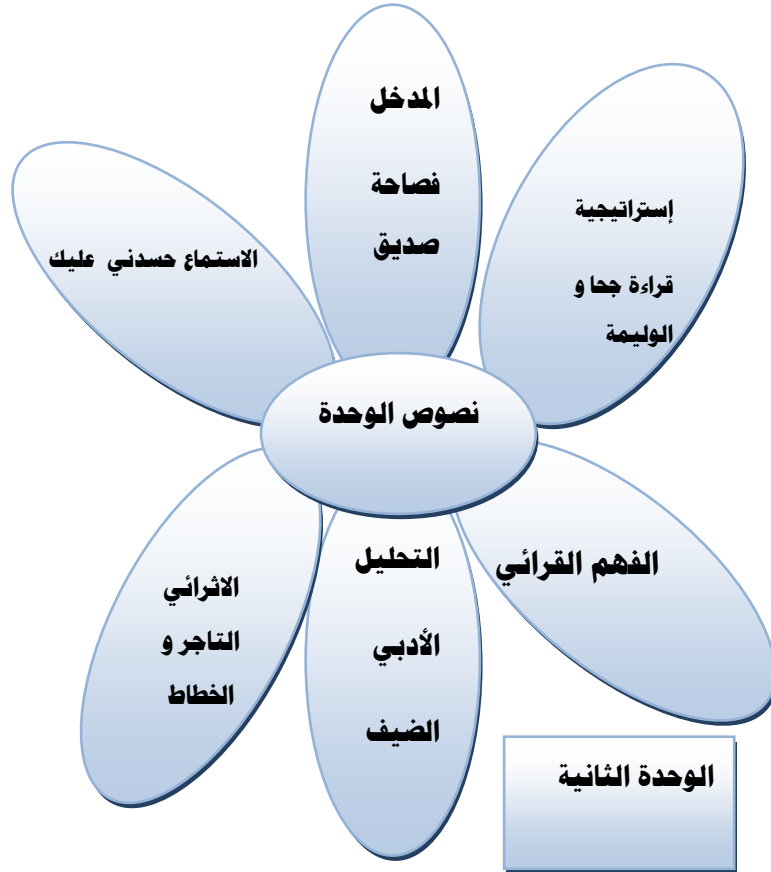 المدخل
فصاحة
صديق
إستراتيجية
قراءة جحا و
الوليمة
الاستماع حسدني عليك
نصوص الوحدة
الفهم القرائي
التحليل
الأدبي
الضيف
الاثرائي
التاجر و
الخطاط
الوحدة الثانية